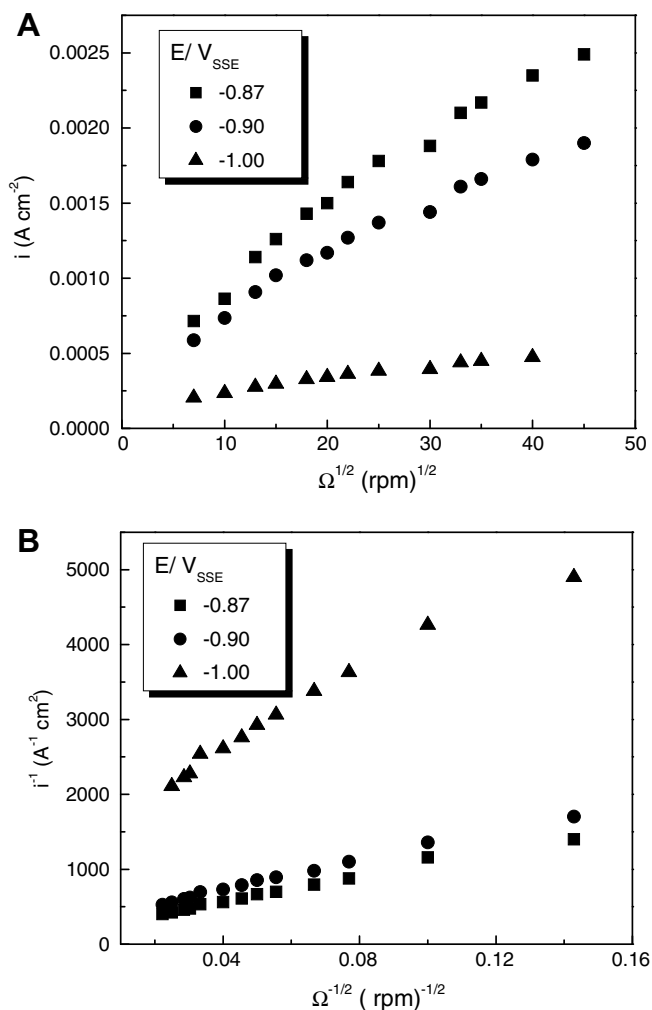 A
E/ V_SSE
-0.87
-0.90
-1.00
0.0025
0.0020
0.0015
0.0010
0.0005
0.0000
i (A cm⁻²)
0 10 20 30 40 50
Ω^1/2 (rpm)^1/2
B
E/ V_SSE
-0.87
-0.90
-1.00
5000
4000
3000
2000
1000
0
i⁻¹ (A⁻¹ cm²)
0.04 0.08 0.12 0.16
Ω^-1/2 ( rpm)^-1/2